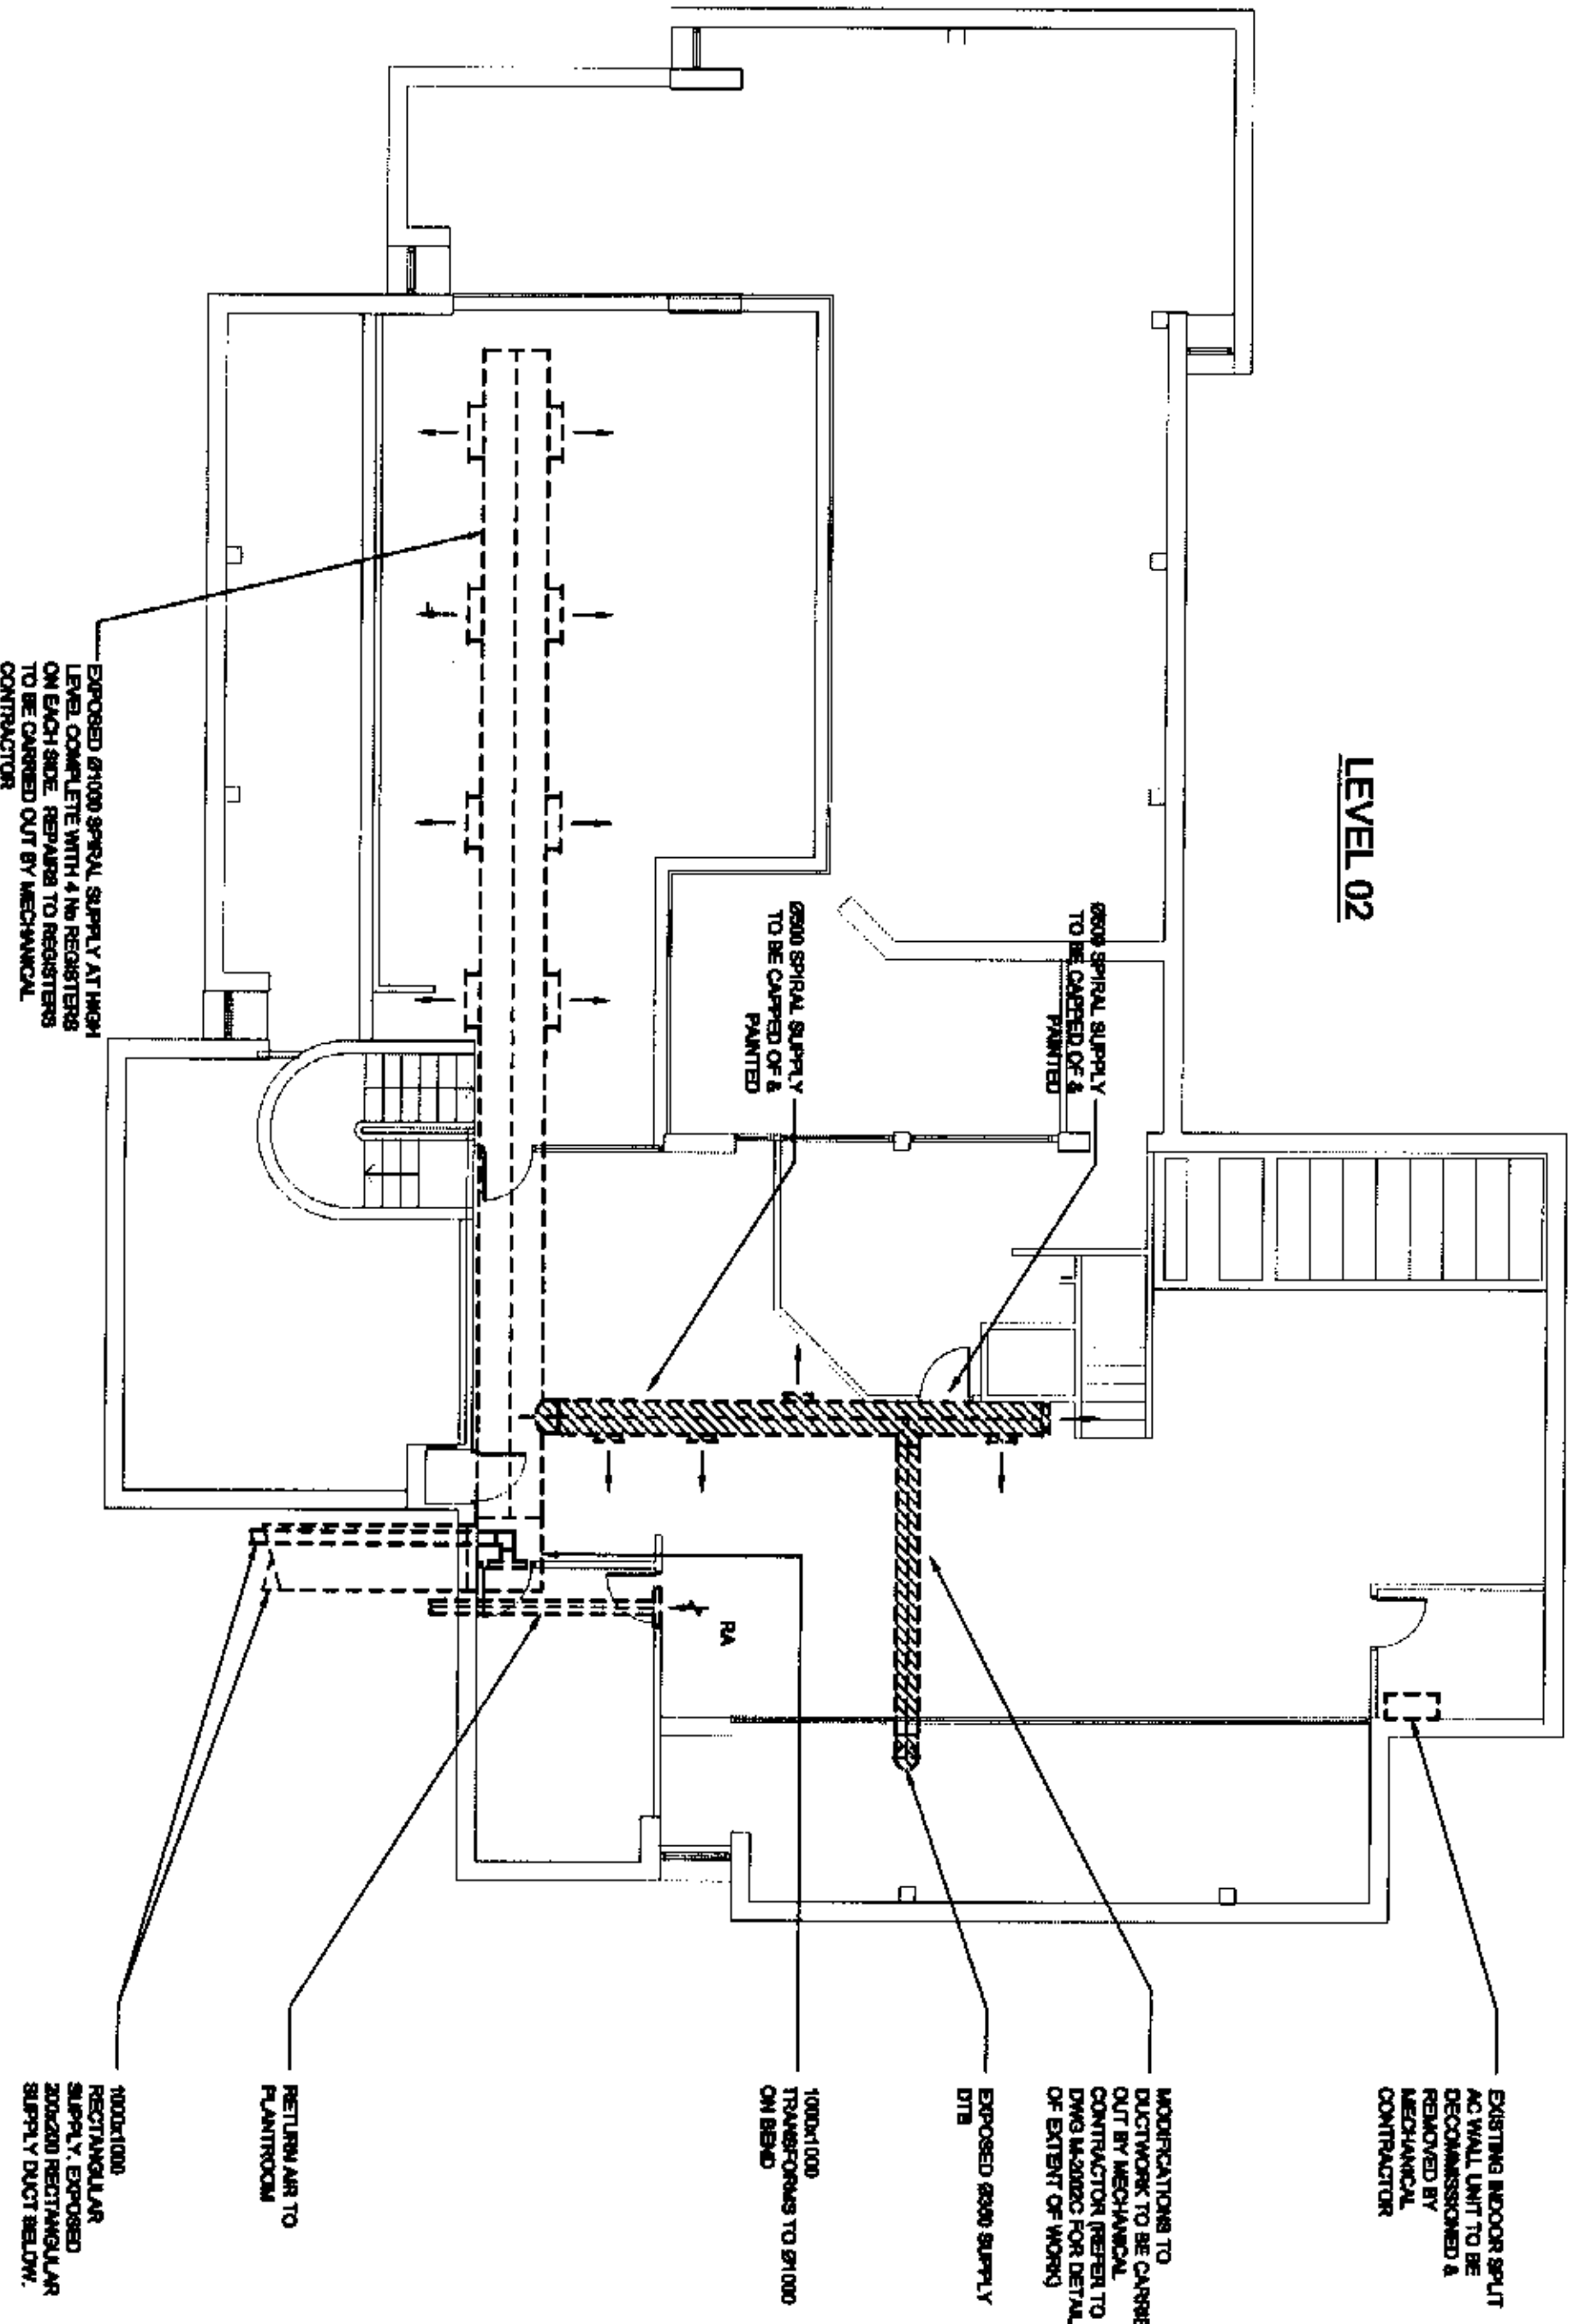 LEVEL 02
EXISTING INDOOR SPLIT
AC WALL UNIT TO BE
DECOMMISSIONED &
REMOVED BY
MECHANICAL
CONTRACTOR
MODIFICATIONS TO
DUCTWORK TO BE CARRIE
OUT BY MECHANICAL
CONTRACTOR (REFER TO
DWG M-2002C FOR DETAIL
OF EXTENT OF WORK)
EXPOSED SUPPLY
DTB
1000x1000
TRANSFORMS TO Ø1000
ON BEND
RETURN AIR TO
PLANTROOM
1000x1000
RECTANGULAR
SUPPLY. EXPOSED
200x200 RECTANGULAR
SUPPLY DUCT BELOW.
Ø500 SPIRAL SUPPLY
TO BE CAPPED OF &
PAINTED
Ø500 SPIRAL SUPPLY
TO BE CAPPED OF &
PAINTED
RA
EXPOSED Ø1000 SPIRAL SUPPLY AT HIGH
LEVEL COMPLETE WITH 4 No REGISTERS
ON EACH SIDE. REPAIRS TO REGISTERS
TO BE CARRIED OUT BY MECHANICAL
CONTRACTOR